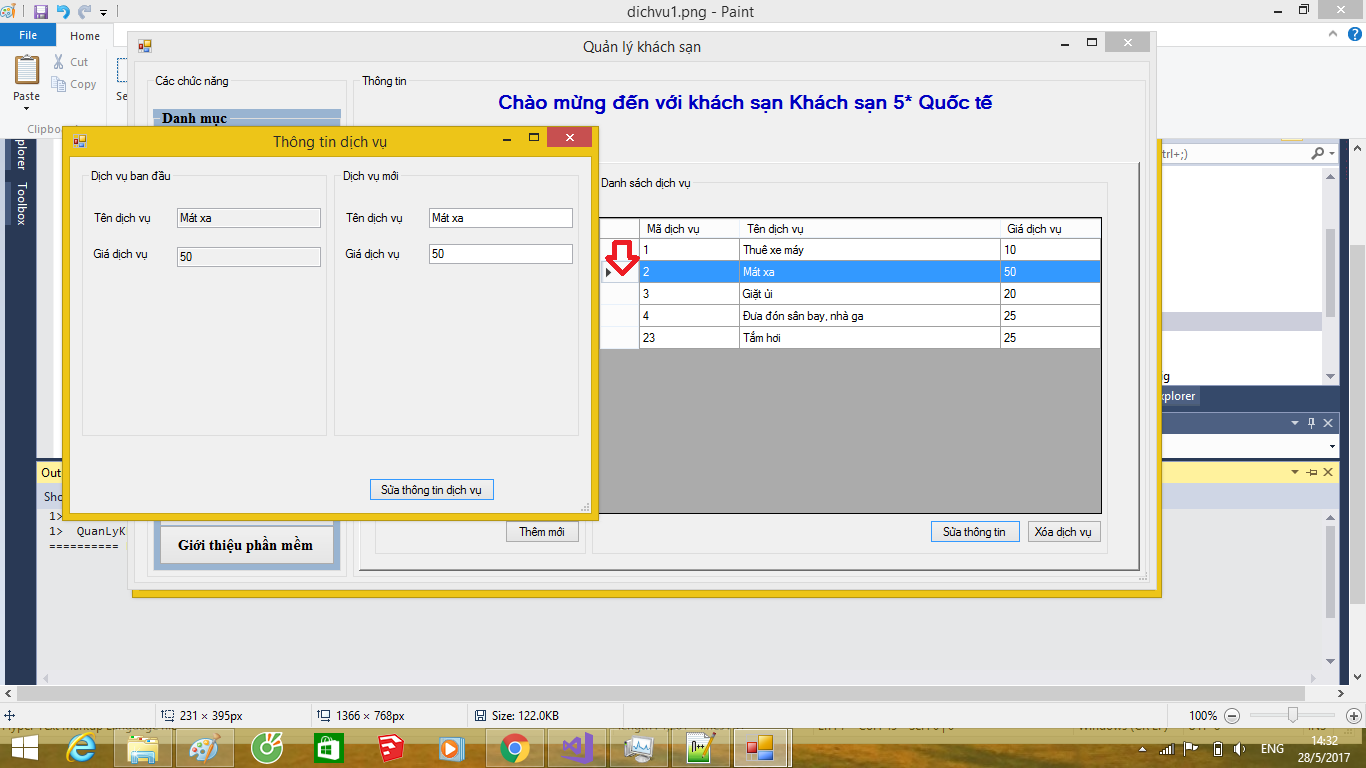 dichvu1.png - Paint
File
Home
Cut
Copy
Paste
Quản lý khách sạn
Các chức năng
Thông tin
Danh mục
Chào mừng đến với khách sạn Khách sạn 5* Quốc tế
Thông tin dịch vụ
Dịch vụ ban đầu
Dịch vụ mới
Tên dịch vụ
Mát xa
Tên dịch vụ
Mát xa
Giá dịch vụ
50
Giá dịch vụ
50
Sửa thông tin dịch vụ
Danh sách dịch vụ
Mã dịch vụ Tên dịch vụ Giá dịch vụ
1 Thuê xe máy 10
2 Mát xa 50
3 Giặt ủi 20
4 Đưa đón sân bay, nhà ga 25
23 Tắm hơi 25
Thêm mới
Sửa thông tin
Xóa dịch vụ
Giới thiệu phần mềm
Toolbox
1>
1> QuanLyK
==========
231 × 395px
1366 × 768px
Size: 122.0KB
100%
ENG
14:32
28/5/2017